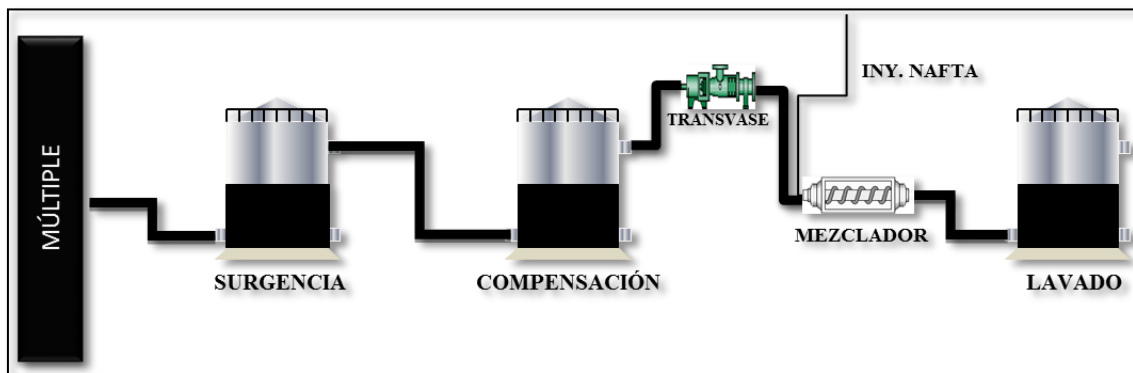 MÚLTIPLE
SURGENCIA
COMPENSACIÓN
TRANSVASE
INY. NAFTA
MEZCLADOR
LAVADO